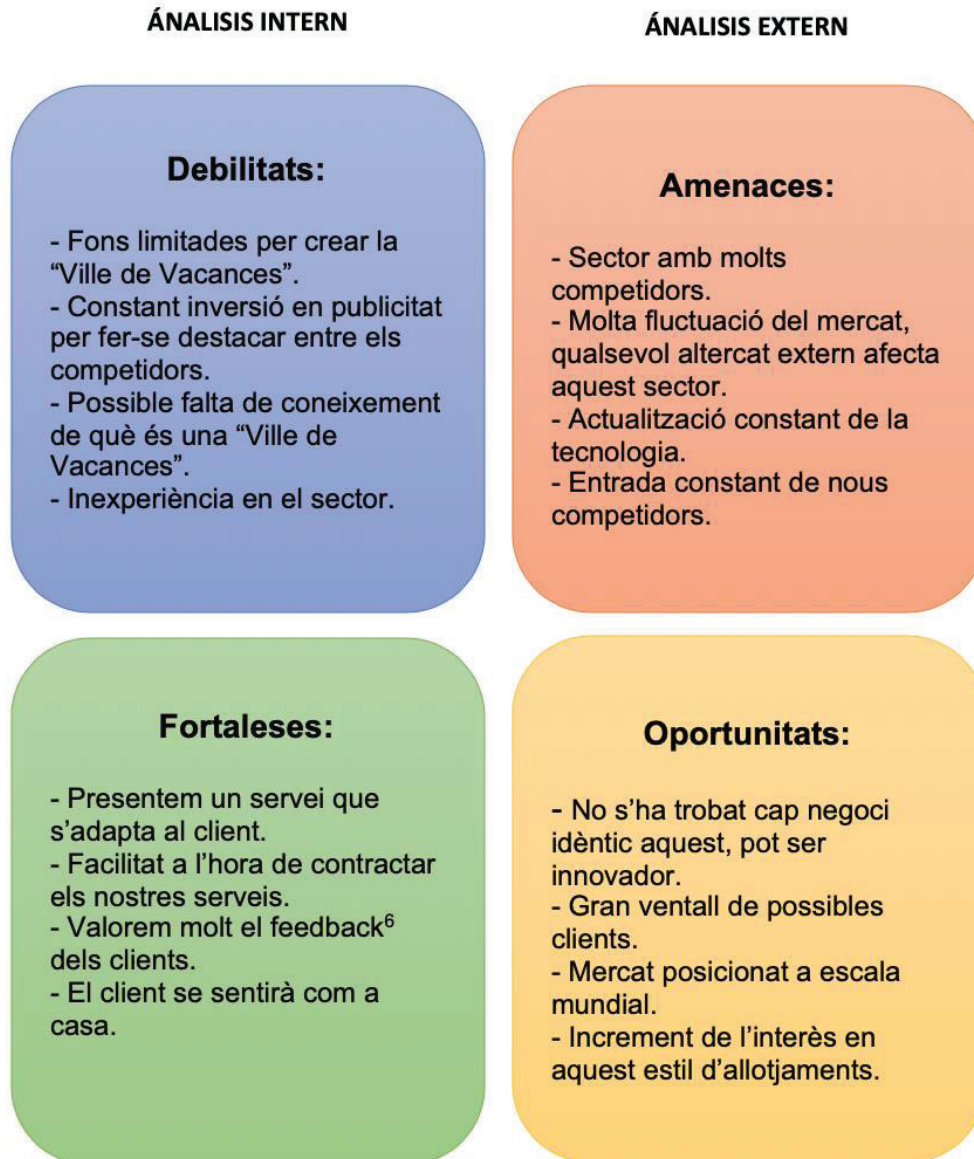 ÁNALISIS INTERN
ÁNALISIS EXTERN
Debilitats:
- Fons limitades per crear la
“Ville de Vacances”.
- Constant inversió en publicitat
per fer-se destacar entre els
competidors.
- Possible falta de coneixement
de què és una “Ville de
Vacances”.
- Inexperiència en el sector.
Amenaces:
- Sector amb molts
competidors.
- Molta fluctuació del mercat,
qualsevol altercat extern afecta
aquest sector.
- Actualització constant de la
tecnologia.
- Entrada constant de nous
competidors.
Fortaleses:
- Presentem un servei que
s’adapta al client.
- Facilitat a l’hora de contractar
els nostres serveis.
- Valorem molt el feedback⁶
dels clients.
- El client se sentirà com a
casa.
Oportunitats:
- No s’ha trobat cap negoci
idèntic aquest, pot ser
innovador.
- Gran ventall de possibles
clients.
- Mercat posicionat a escala
mundial.
- Increment de l’interès en
aquest estil d’allotjaments.